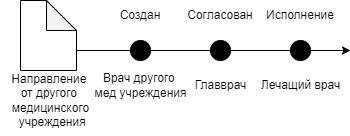 Создан
Согласован
Исполнение
Направление
от другого
медицинского
учреждения
Врач другого
мед учреждения
Главврач
Лечащий врач